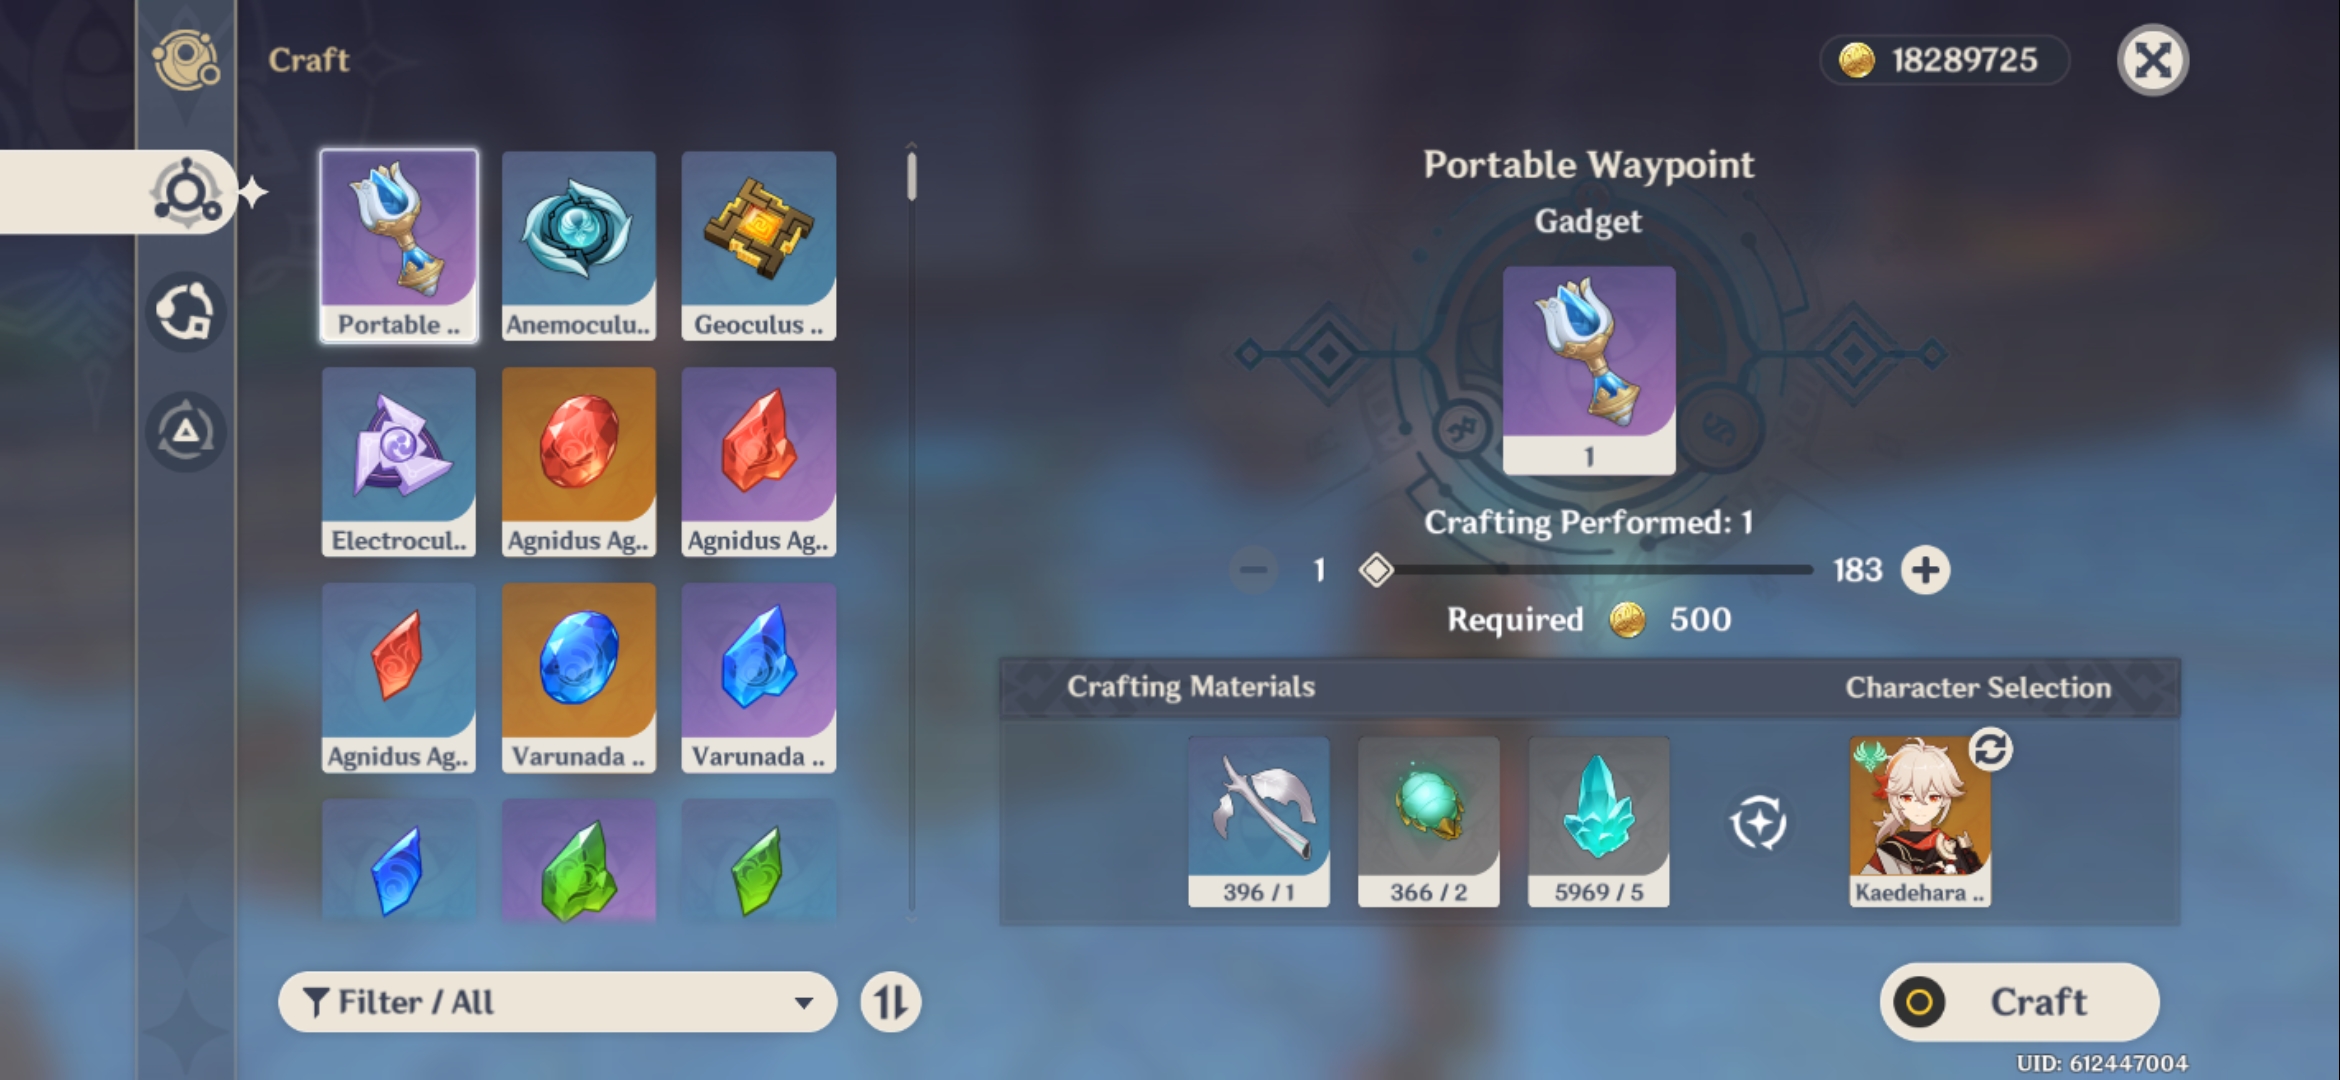 Craft
18289725
Portable ..
Anemoculu..
Geoculus ..
Electrocul..
Agnidus Ag..
Agnidus Ag..
Agnidus Ag..
Varunada ..
Varunada ..
Filter / All
Portable Waypoint
Gadget
1
Crafting Performed: 1
1
183
Required 500
Crafting Materials
Character Selection
396 / 1
366 / 2
5969 / 5
Kaedehara ..
Craft
UID: 612447004